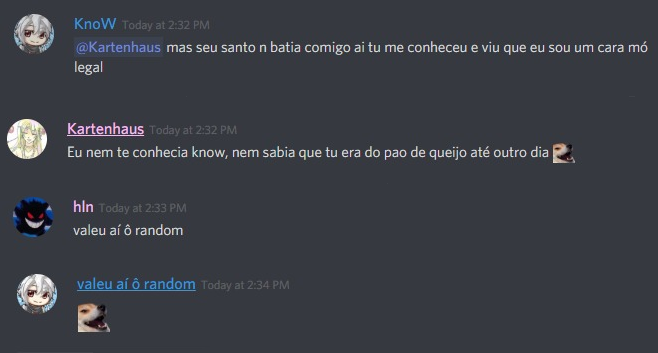 KnoW Today at 2:32 PM
@Kartenhaus mas seu santo n batia comigo ai tu me conheceu e viu que eu sou um cara mó
legal
Kartenhaus Today at 2:32 PM
Eu nem te conhecia know, nem sabia que tu era do pao de queijo até outro dia
hln Today at 2:33 PM
valeu aí ô random
valeu aí ô random Today at 2:34 PM